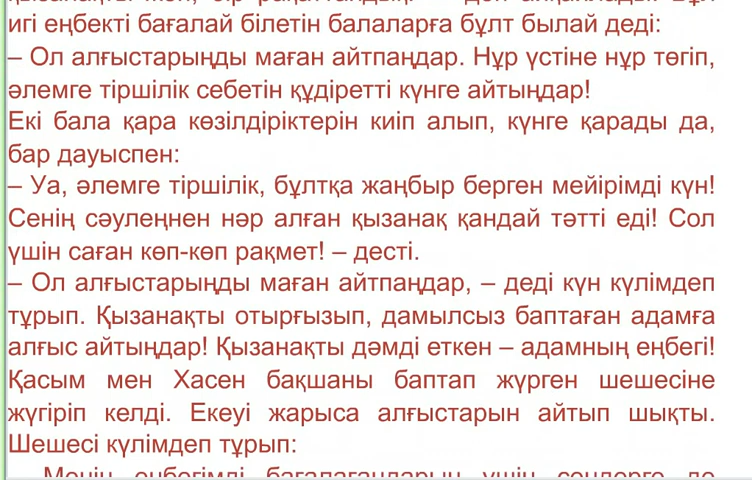 игі еңбекті бағалай білетін балаларға бұлт былай деді:
– Ол алғыстарыңды маған айтпаңдар. Нұр үстіне нұр төгіп,
әлемге тіршілік себетін құдіретті күнге айтыңдар!
Екі бала қара көзілдіріктерін киіп алып, күнге қарады да,
бар дауыспен:
– Уа, әлемге тіршілік, бұлтқа жаңбыр берген мейірімді күн!
Сенің сәулеңнен нәр алған қызанақ қандай тәтті еді! Сол
үшін саған көп-көп рақмет! – десті.
– Ол алғыстарыңды маған айтпаңдар, – деді күн күлімдеп
тұрып. Қызанақты отырғызып, дамылсыз баптаған адамға
алғыс айтыңдар! Қызанақты дәмді еткен – адамның еңбегі!
Қасым мен Хасен бақшаны баптап жүрген шешесіне
жүгіріп келді. Екеуі жарыса алғыстарын айтып шықты.
Шешесі күлімдеп тұрып: